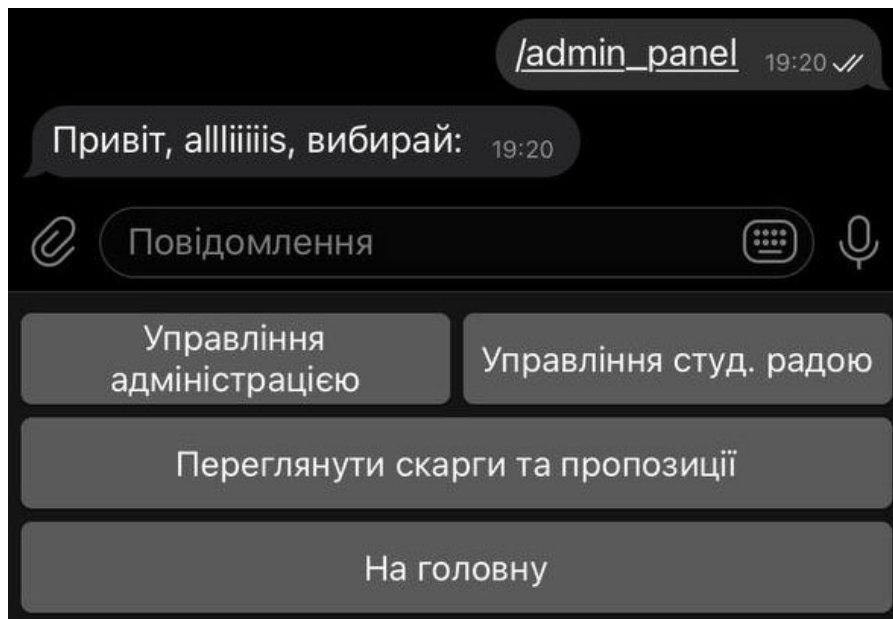 /admin_panel 19:20
Привіт, allliiiiis, вибирай: 19:20
Повідомлення
Управління
адміністрацією
Управління студ. радою
Переглянути скарги та пропозиції
На головну